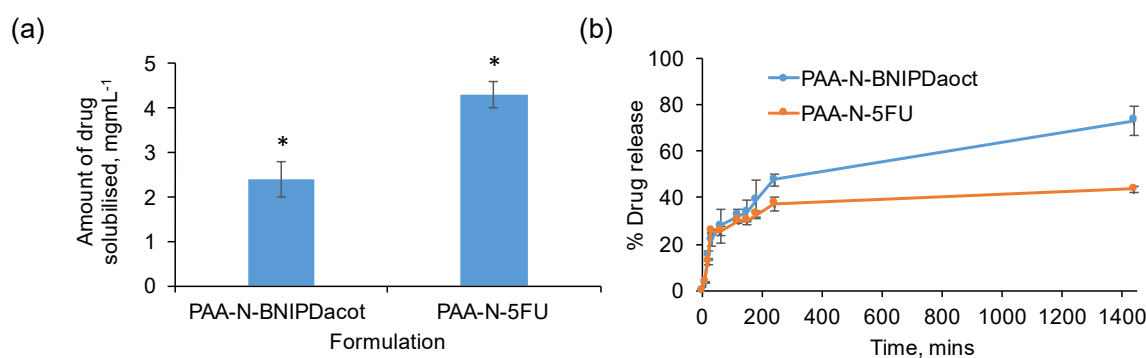 (a)
Amount of drug
solubilised, mgmL-1
5
4
3
2
1
0
*
*
PAA-N-BNIPDacot
PAA-N-5FU
Formulation
(b)
% Drug release
100
80
60
40
20
0
PAA-N-BNIPDaoct
PAA-N-5FU
0 200 400 600 800 1000 1200 1400
Time, mins